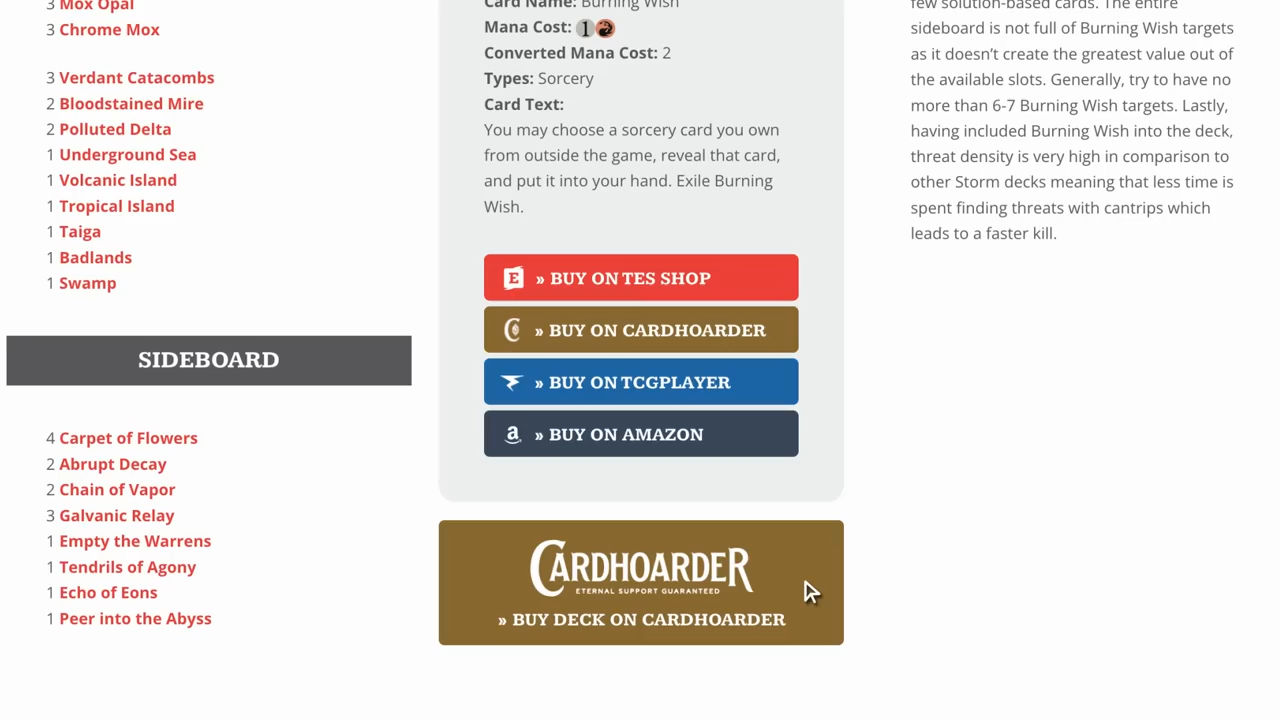 3 Mox Opal
3 Chrome Mox
3 Verdant Catacombs
2 Bloodstained Mire
2 Polluted Delta
1 Underground Sea
1 Volcanic Island
1 Tropical Island
1 Taiga
1 Badlands
1 Swamp
SIDEBOARD
4 Carpet of Flowers
2 Abrupt Decay
2 Chain of Vapor
3 Galvanic Relay
1 Empty the Warrens
1 Tendrils of Agony
1 Echo of Eons
1 Peer into the Abyss
Card Name: Burning Wish
Mana Cost: 1
Converted Mana Cost: 2
Types: Sorcery
Card Text:
You may choose a sorcery card you own
from outside the game, reveal that card,
and put it into your hand. Exile Burning
Wish.
E » BUY ON TES SHOP
C » BUY ON CARDHOARDER
» BUY ON TCGPLAYER
a » BUY ON AMAZON
CARDHOARDER
ETERNAL SUPPORT GUARANTEED
» BUY DECK ON CARDHOARDER
few solution-based cards. The entire
sideboard is not full of Burning Wish targets
as it doesn’t create the greatest value out of
the available slots. Generally, try to have no
more than 6-7 Burning Wish targets. Lastly,
having included Burning Wish into the deck,
threat density is very high in comparison to
other Storm decks meaning that less time is
spent finding threats with cantrips which
leads to a faster kill.